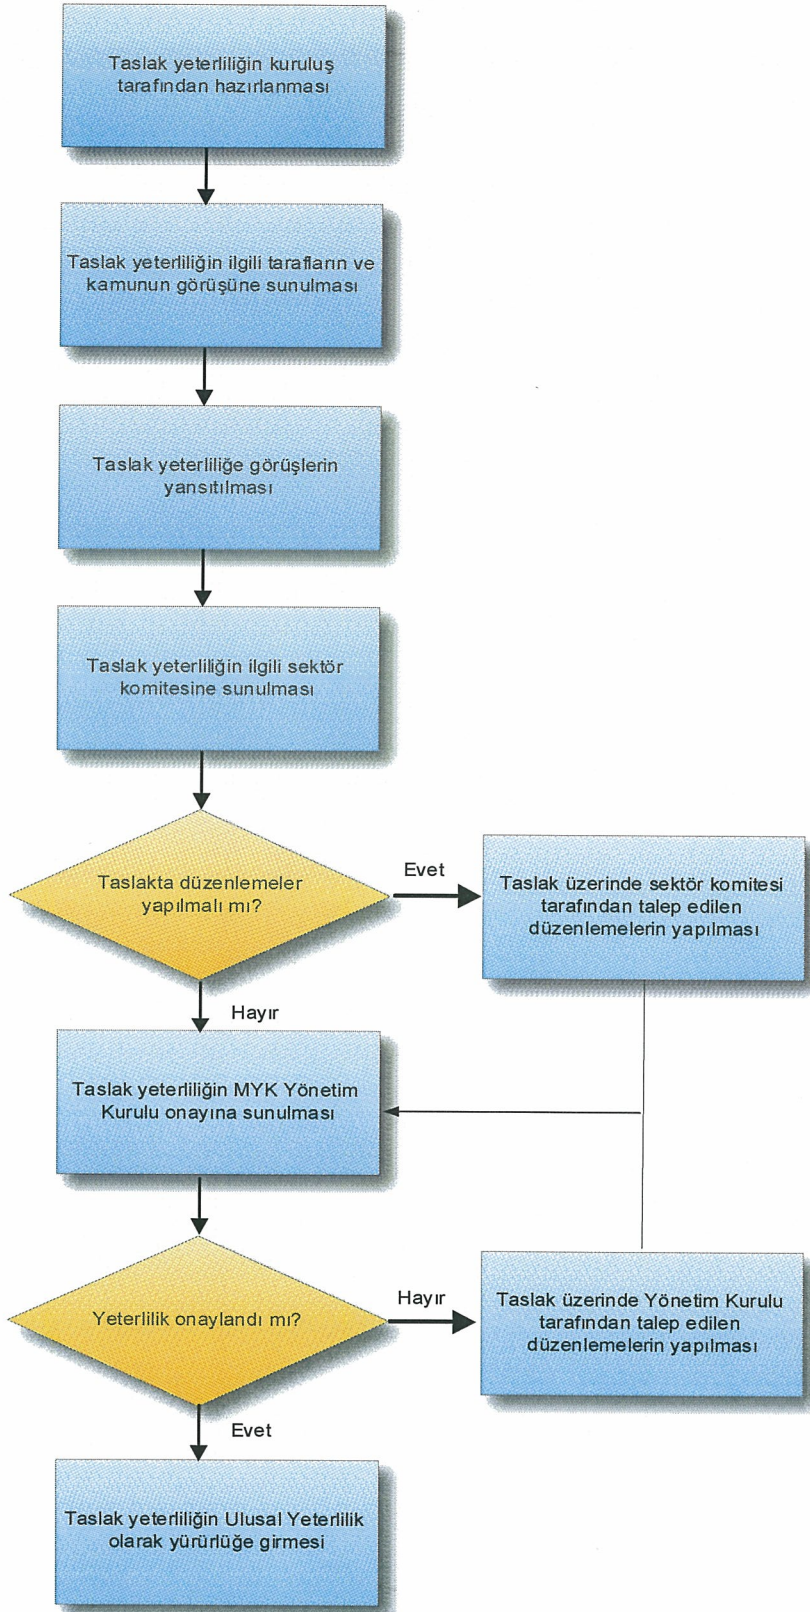 Taslak yeterliliğin kuruluş
tarafından hazırlanması
Taslak yeterliliğin ilgili tarafların ve
kamunun görüşüne sunulması
Taslak yeterliliğe görüşlerin
yansıtılması
Taslak yeterliliğin ilgili sektör
komitesine sunulması
Taslakta düzenlemeler
yapılmalı mı?
Evet
Taslak üzerinde sektör komitesi
tarafından talep edilen
düzenlemelerin yapılması
Hayır
Taslak yeterliliğin MYK Yönetim
Kurulu onayına sunulması
Yeterlilik onaylandı mı?
Hayır
Taslak üzerinde Yönetim Kurulu
tarafından talep edilen
düzenlemelerin yapılması
Evet
Taslak yeterliliğin Ulusal Yeterlilik
olarak yürürlüğe girmesi